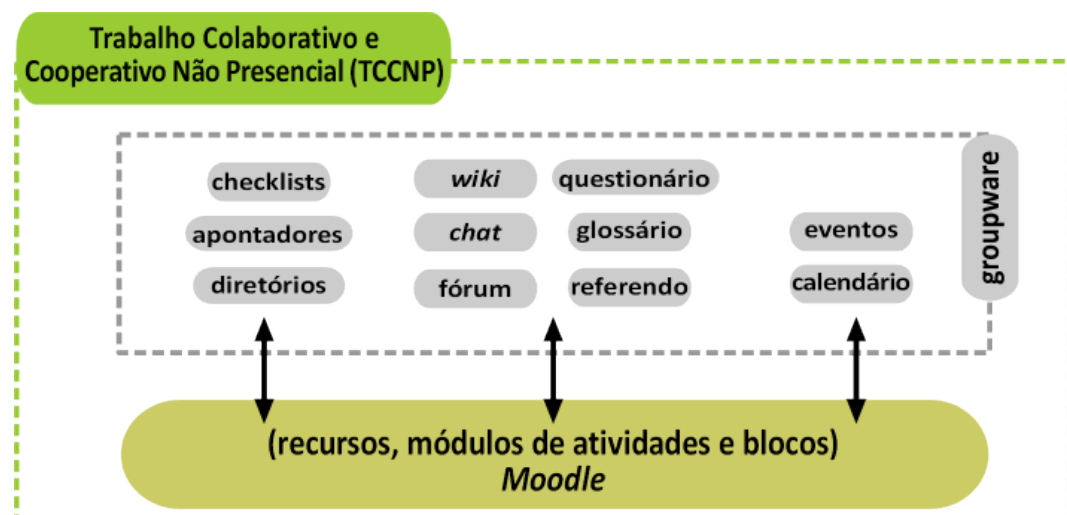 Trabalho Colaborativo e
Cooperativo Não Presencial (TCCNP)
checklists
apontadores
diretórios
wiki
chat
fórum
questionário
glossário
referendo
eventos
calendário
groupware
(recursos, módulos de atividades e blocos)
Moodle